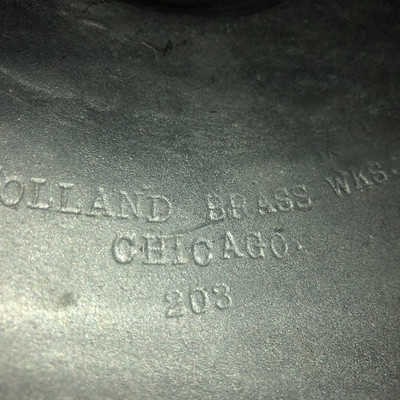 OLLAND BRASS WKS.
CHICAGO.
203